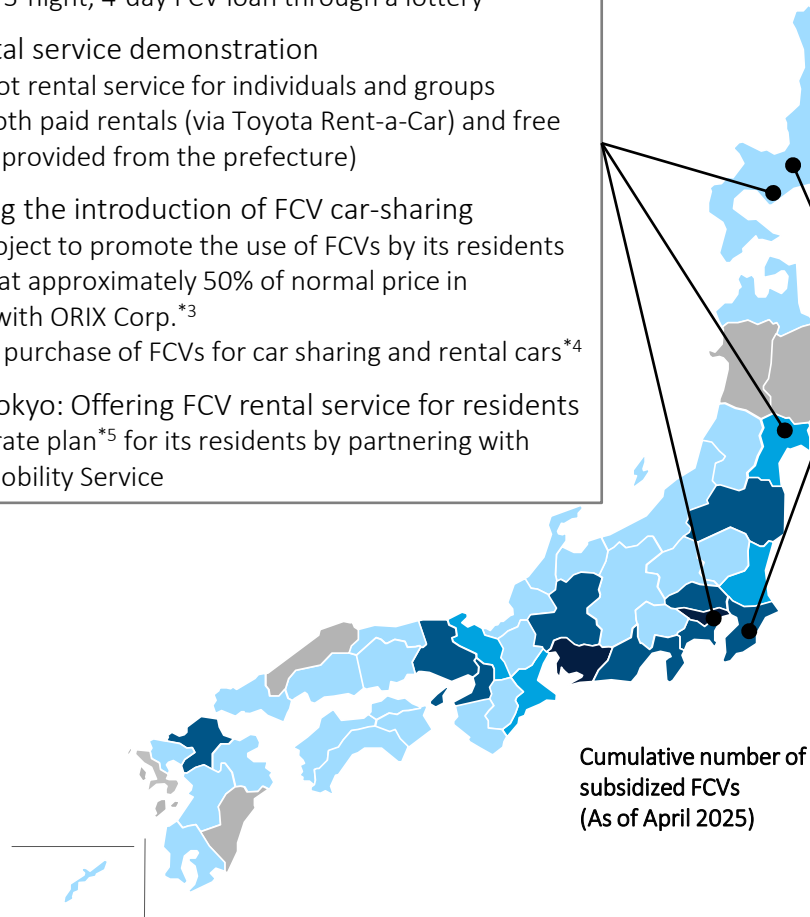 3-night, 4-day FCV loan through a lottery
tal service demonstration
ot rental service for individuals and groups
oth paid rentals (via Toyota Rent-a-Car) and free
provided from the prefecture)
g the introduction of FCV car-sharing
oject to promote the use of FCVs by its residents
at approximately 50% of normal price in
with ORIX Corp.*3
purchase of FCVs for car sharing and rental cars*4
okyo: Offering FCV rental service for residents
rate plan*5 for its residents by partnering with
obility Service
Cumulative number of
subsidized FCVs
(As of April 2025)